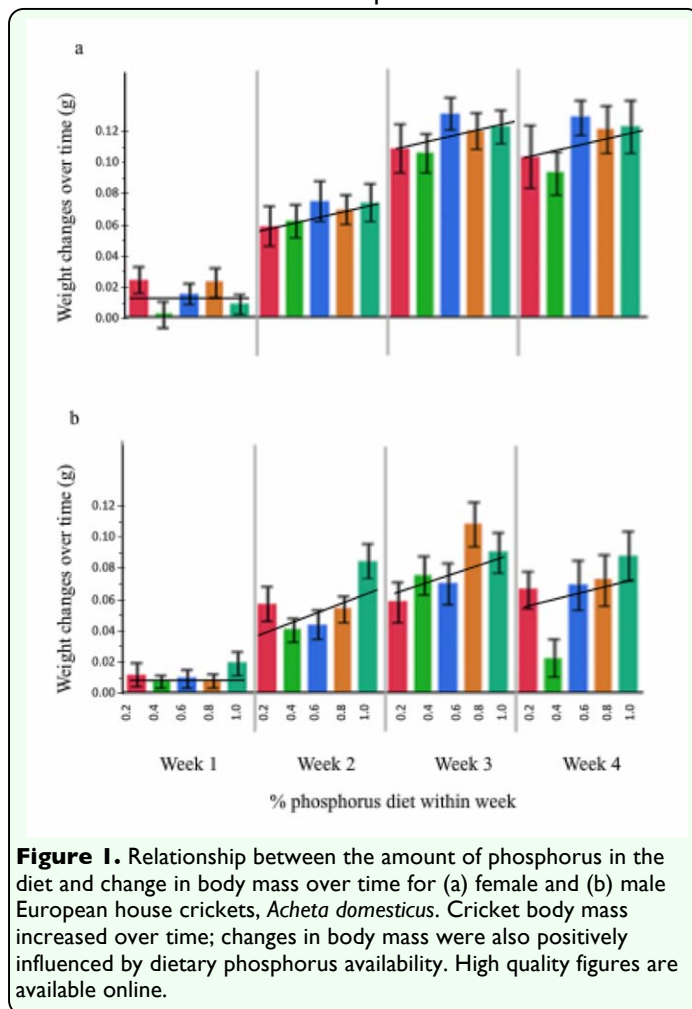 a
Weight changes over time (g)
0.12
0.10
0.08
0.06
0.04
0.02
0.00
b
Weight changes over time (g)
0.12
0.10
0.08
0.06
0.04
0.02
0.00
0.2 0.4 0.6 0.8 1.0 0.2 0.4 0.6 0.8 1.0 0.2 0.4 0.6 0.8 1.0 0.2 0.4 0.6 0.8 1.0
Week 1 Week 2 Week 3 Week 4
% phosphorus diet within week
Figure 1. Relationship between the amount of phosphorus in the
diet and change in body mass over time for (a) female and (b) male
European house crickets, Acheta domesticus. Cricket body mass
increased over time; changes in body mass were also positively
influenced by dietary phosphorus availability. High quality figures are
available online.